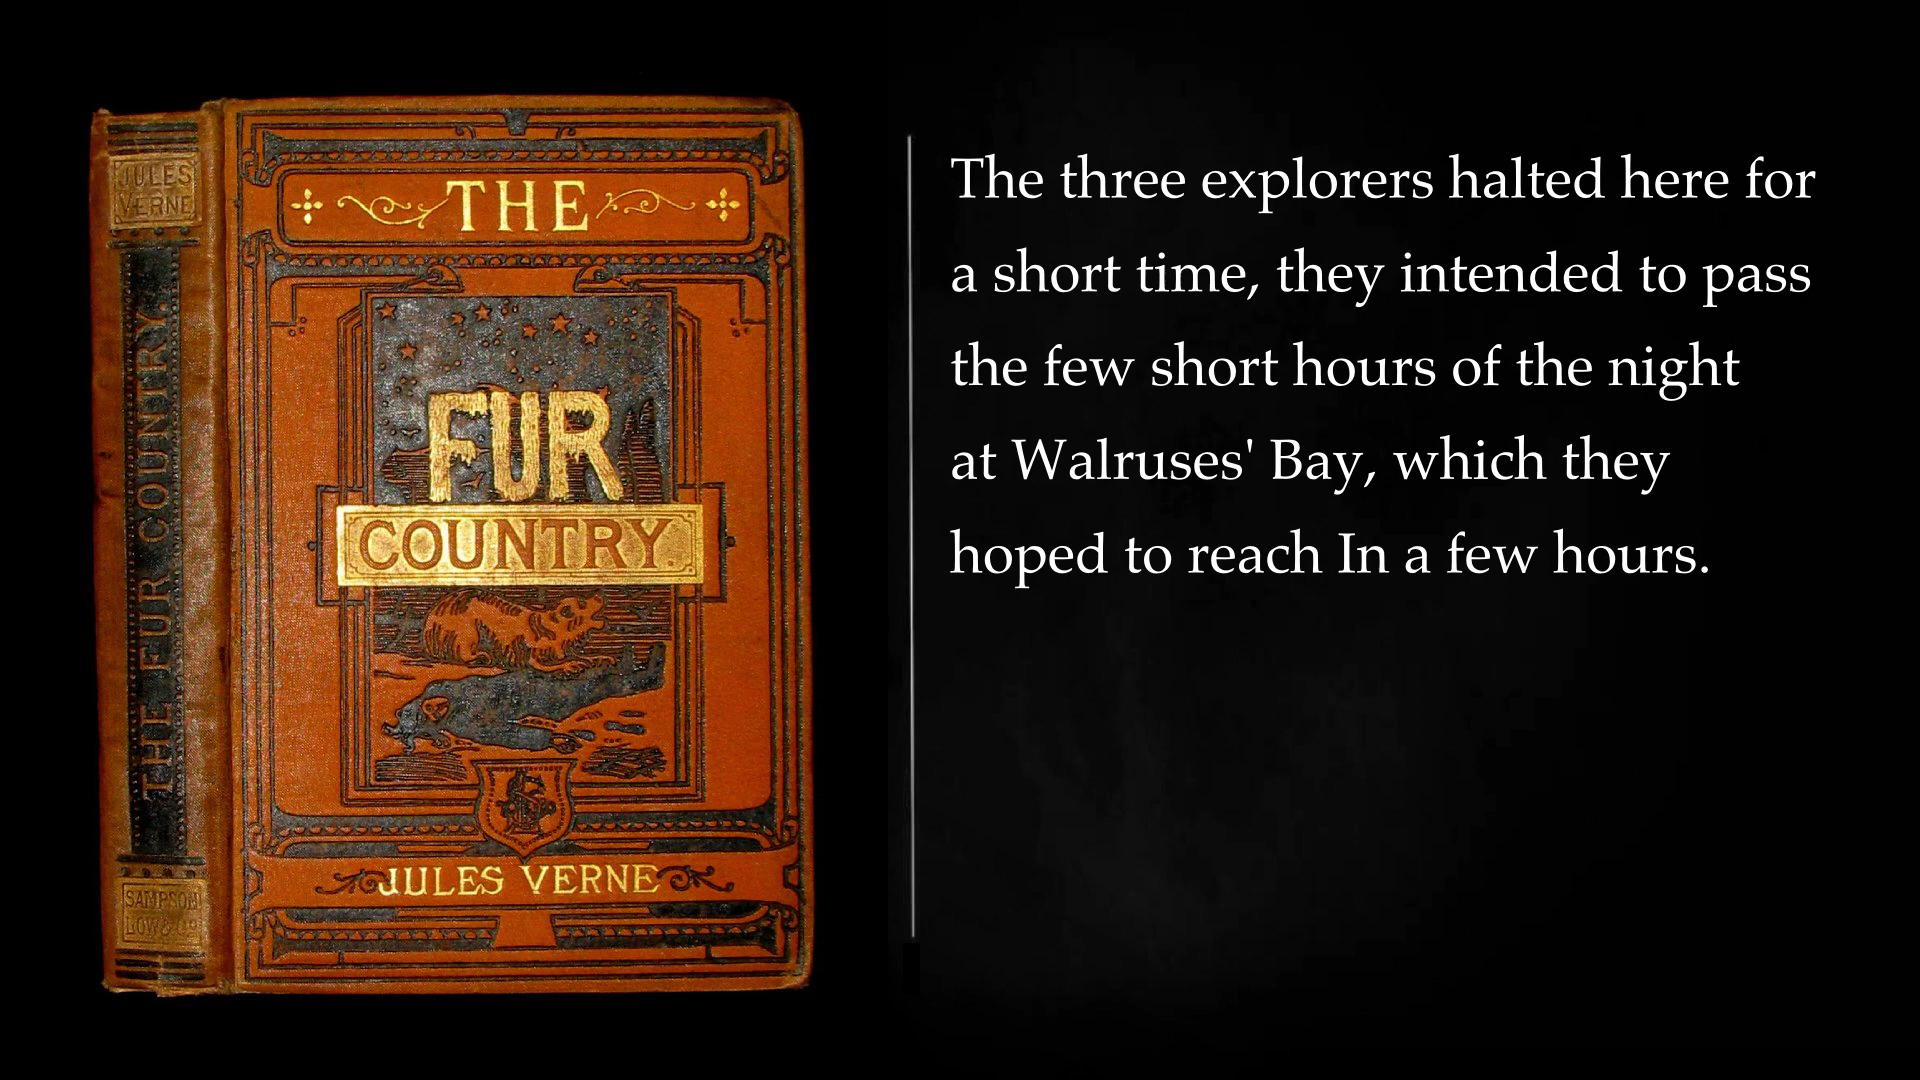 JULES
VERNE
THE FUR COUNTRY.
SAMPSON
LOW & Co
THE
FUR
COUNTRY.
JULES VERNE
The three explorers halted here for
a short time, they intended to pass
the few short hours of the night
at Walruses' Bay, which they
hoped to reach In a few hours.